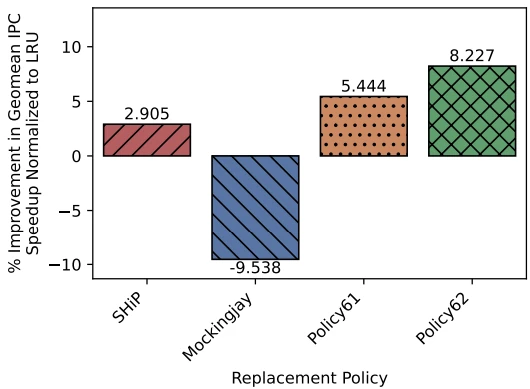 % Improvement in Geomean IPC
Speedup Normalized to LRU
10
5
0
−5
−10
2.905
-9.538
5.444
8.227
SHiP
Mockingjay
Policy61
Policy62
Replacement Policy